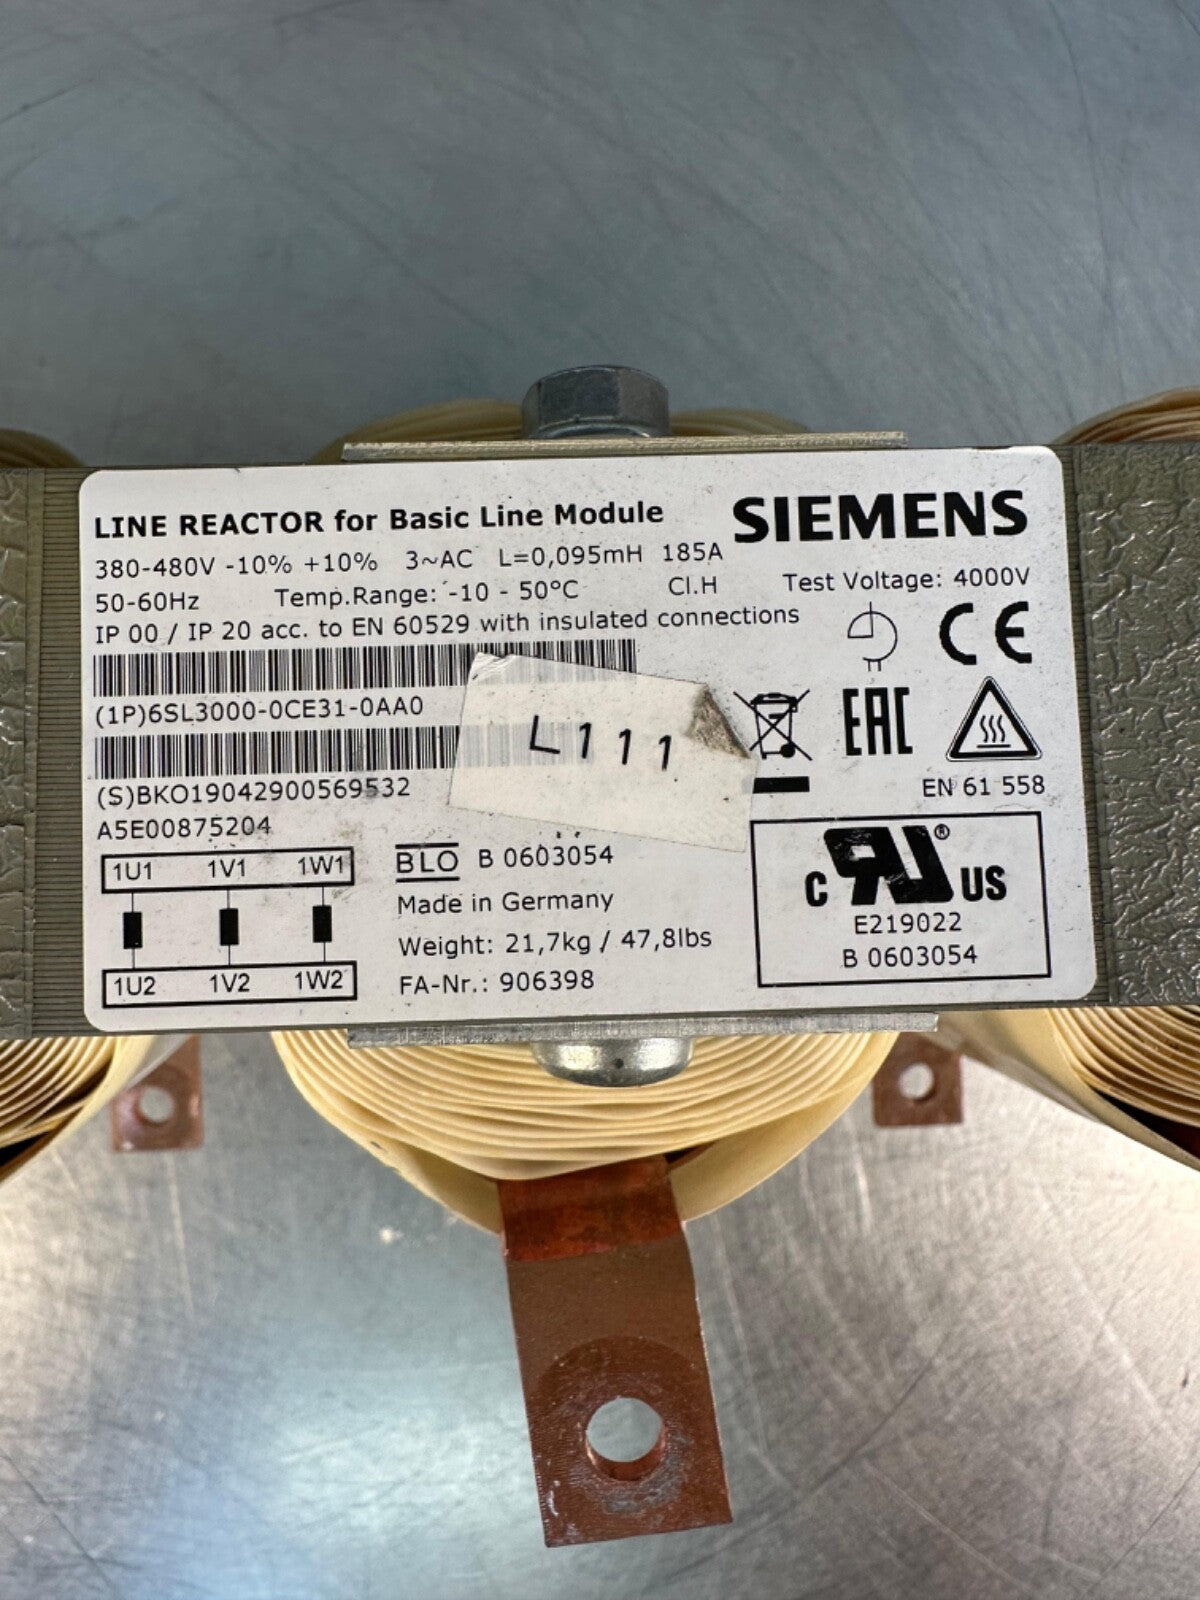 LINE REACTOR for Basic Line Module
SIEMENS
380-480V -10% +10% 3~AC L=0,095mH 185A
50-60Hz Temp.Range: -10 - 50°C Cl.H Test Voltage: 4000V
IP 00 / IP 20 acc. to EN 60529 with insulated connections
CE
(1P)6SL3000-0CE31-0AA0
L111
EAC
(S)BKO19042900569532
EN 61 558
A5E00875204
1U1 1V1 1W1
1U2 1V2 1W2
BLO B 0603054
Made in Germany
Weight: 21,7kg / 47,8lbs
FA-Nr.: 906398
c RU ® US
E219022
B 0603054